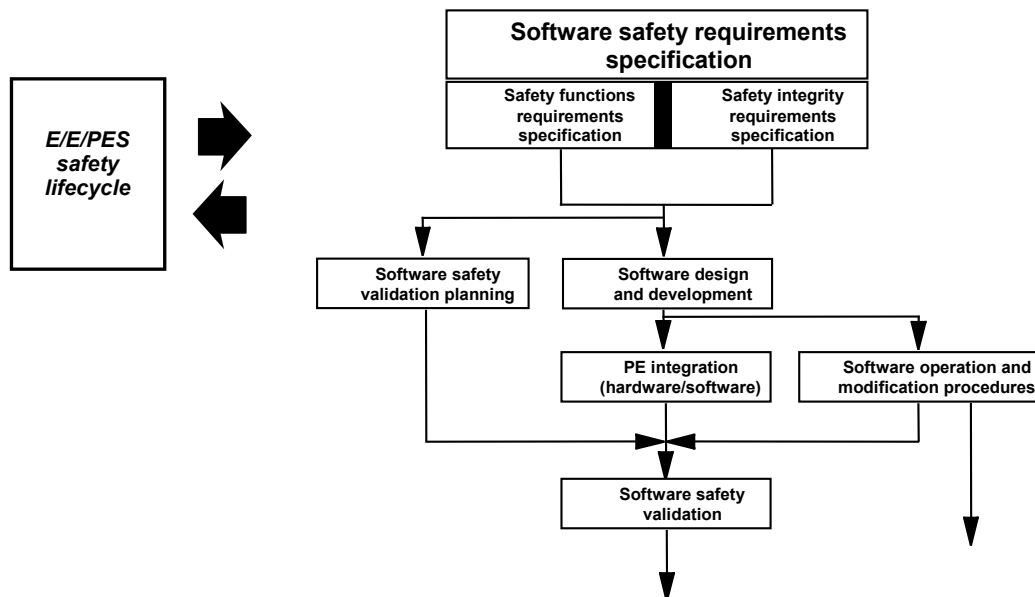 Software safety requirements
specification
Safety functions
requirements
specification
Safety integrity
requirements
specification
E/E/PES
safety
lifecycle
Software safety
validation planning
Software design
and development
PE integration
(hardware/software)
Software operation and
modification procedures
Software safety
validation